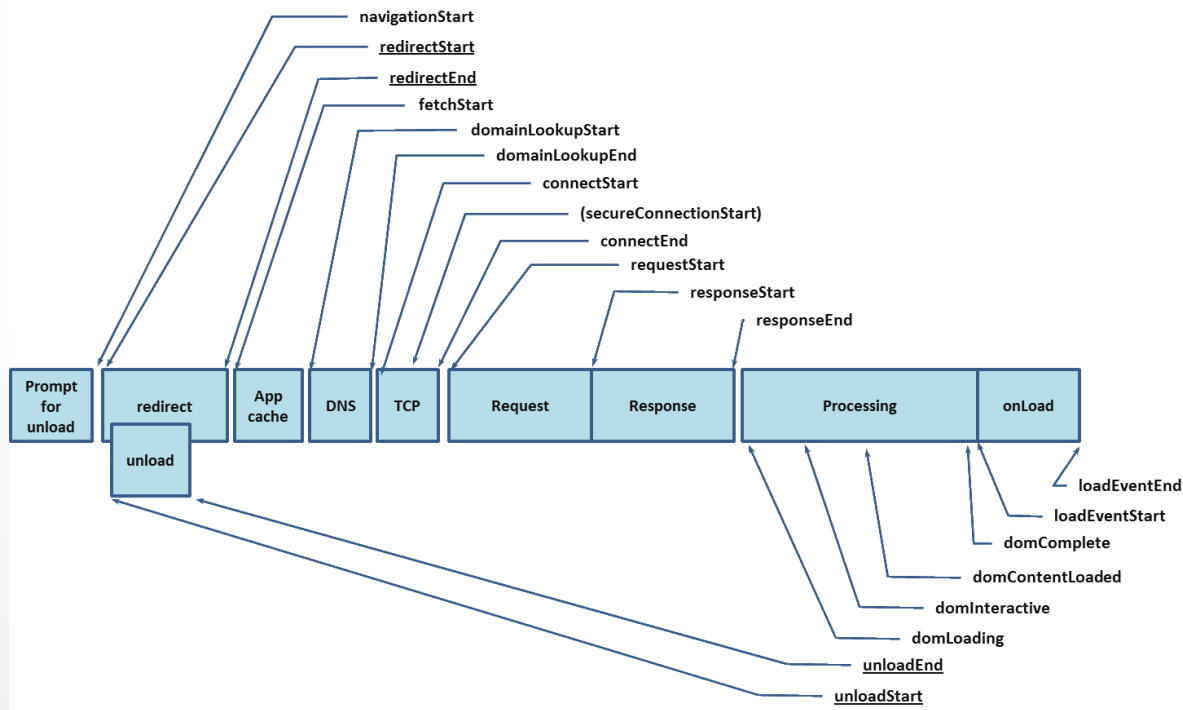 navigationStart
redirectStart
redirectEnd
fetchStart
domainLookupStart
domainLookupEnd
connectStart
(secureConnectionStart)
connectEnd
requestStart
responseStart
responseEnd
Prompt
for
unload
redirect
unload
App
cache
DNS
TCP
Request
Response
Processing
onLoad
loadEventEnd
loadEventStart
domComplete
domContentLoaded
domInteractive
domLoading
unloadEnd
unloadStart